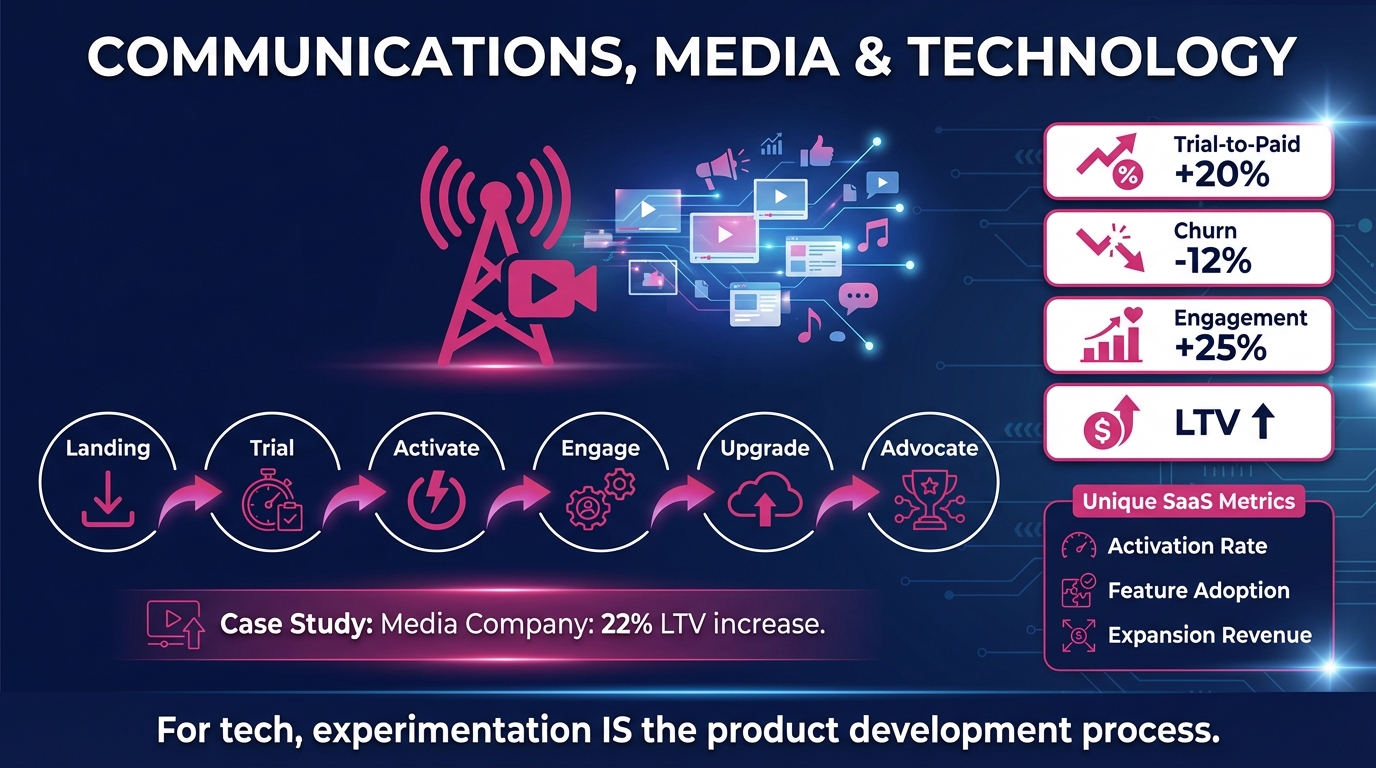 COMMUNICATIONS, MEDIA & TECHNOLOGY
Trial-to-Paid
+20%
%
Churn
-12%
Engagement
+25%
$
LTV ↑
Landing
Trial
Activate
Engage
Upgrade
Advocate
Unique SaaS Metrics
Activation Rate
Feature Adoption
$
Expansion Revenue
Case Study: Media Company: 22% LTV increase.
For tech, experimentation IS the product development process.